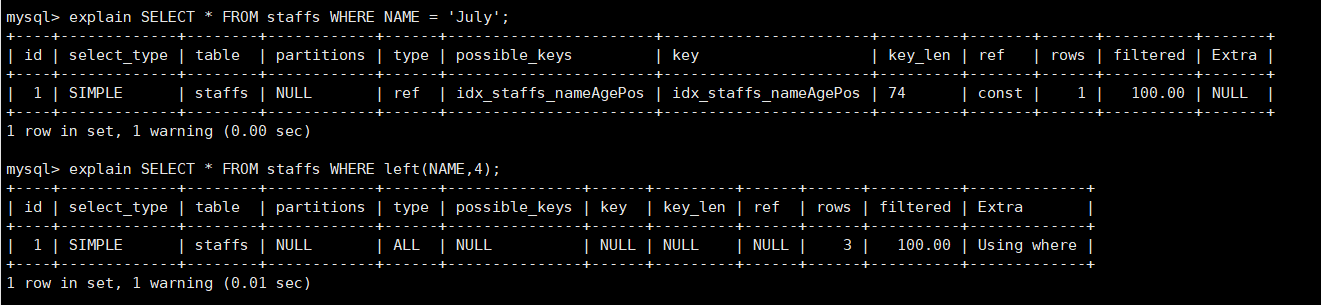 mysql> explain SELECT * FROM staffs WHERE NAME = 'July';
+----+-------------+--------+------------+------+-----------------------+-----------------------+---------+-------+------+----------+-------+
| id | select_type | table  | partitions | type | possible_keys         | key                   | key_len | ref   | rows | filtered | Extra |
+----+-------------+--------+------------+------+-----------------------+-----------------------+---------+-------+------+----------+-------+
|  1 | SIMPLE      | staffs | NULL       | ref  | idx_staffs_nameAgePos | idx_staffs_nameAgePos | 74      | const |    1 |   100.00 | NULL  |
+----+-------------+--------+------------+------+-----------------------+-----------------------+---------+-------+------+----------+-------+
1 row in set, 1 warning (0.00 sec)

mysql> explain SELECT * FROM staffs WHERE left(NAME,4);
+----+-------------+--------+------------+------+---------------+------+---------+------+------+----------+-------------+
| id | select_type | table  | partitions | type | possible_keys | key  | key_len | ref  | rows | filtered | Extra       |
+----+-------------+--------+------------+------+---------------+------+---------+------+------+----------+-------------+
|  1 | SIMPLE      | staffs | NULL       | ALL  | NULL          | NULL | NULL    | NULL |    3 |   100.00 | Using where |
+----+-------------+--------+------------+------+---------------+------+---------+------+------+----------+-------------+
1 row in set, 1 warning (0.01 sec)